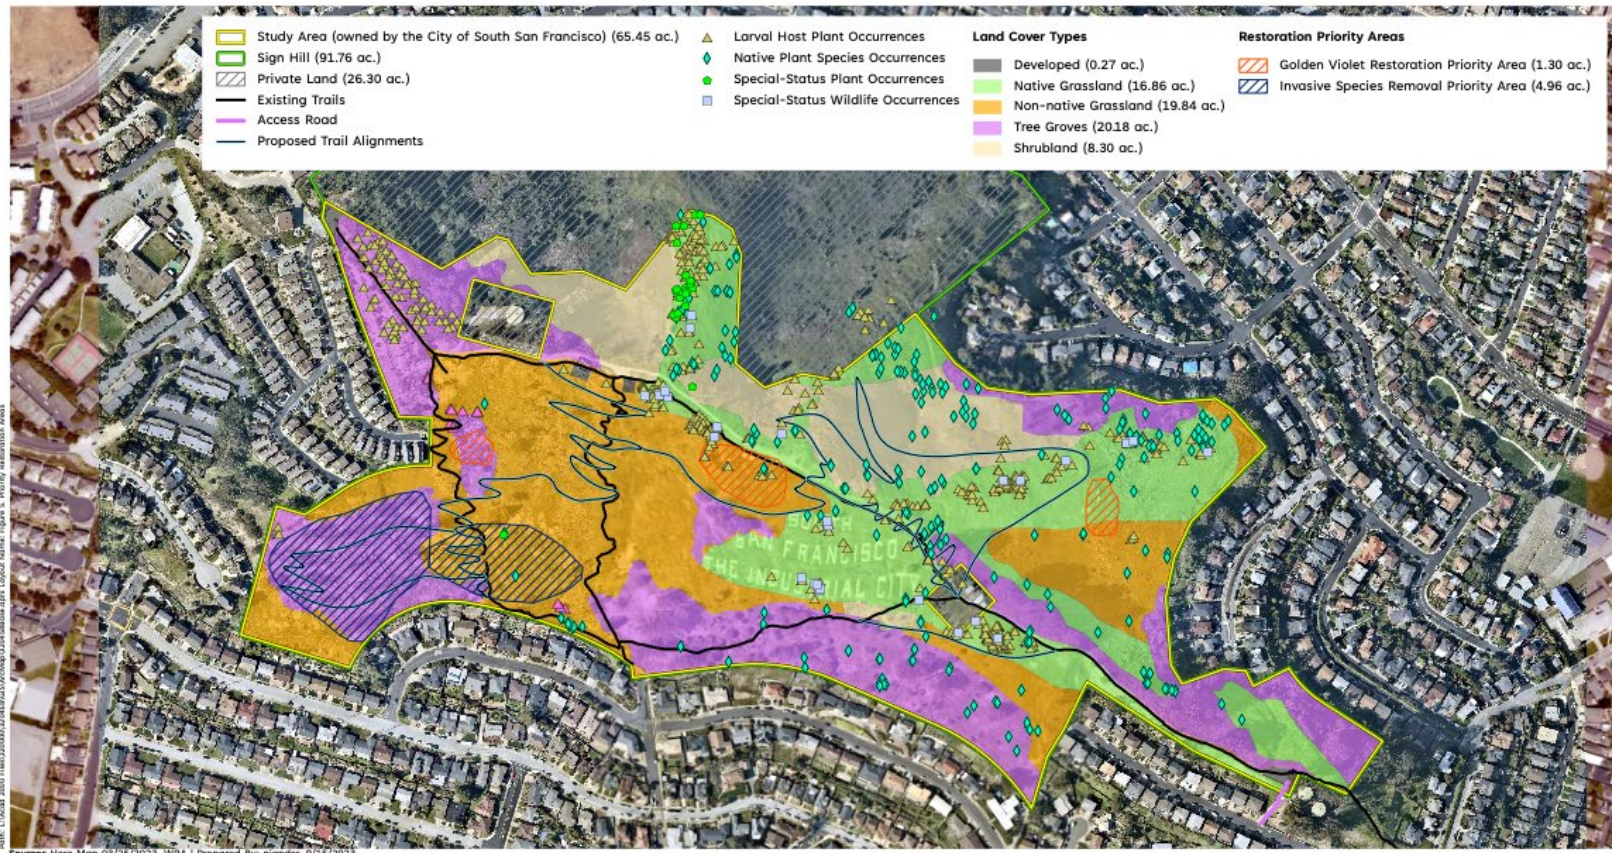 Study Area (owned by the City of South San Francisco) (65.45 ac.)
Sign Hill (91.76 ac.)
Private Land (26.30 ac.)
Existing Trails
Access Road
Proposed Trail Alignments
Larval Host Plant Occurrences
Native Plant Species Occurrences
Special-Status Plant Occurrences
Special-Status Wildlife Occurrences
Land Cover Types
Developed (0.27 ac.)
Native Grassland (16.86 ac.)
Non-native Grassland (19.84 ac.)
Tree Groves (20.18 ac.)
Shrubland (8.30 ac.)
Restoration Priority Areas
Golden Violet Restoration Priority Area (1.30 ac.)
Invasive Species Removal Priority Area (4.96 ac.)
SOUTH
SAN FRANCISCO
THE INDUSTRIAL CITY